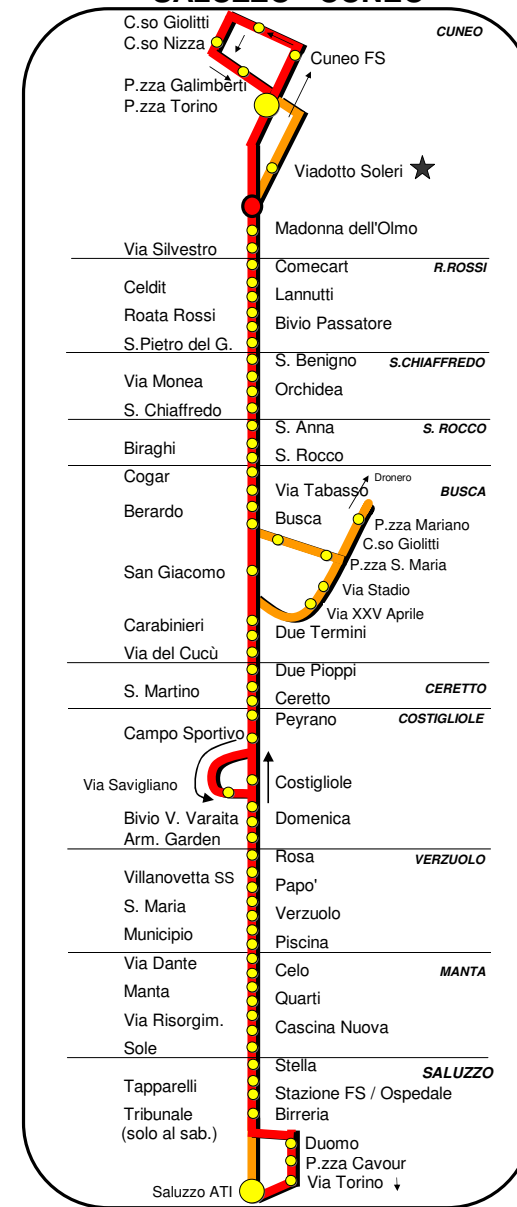 SALUZZO - CUNEO
C.so Giolitti
CUNEO
C.so Nizza
Cuneo FS
P.zza Galimberti
P.zza Torino
Viadotto Soleri
Madonna dell'Olmo
Via Silvestro
Comecart
R.ROSSI
Celdit
Lannutti
Roata Rossi
Bivio Passatore
S.Pietro del G.
S. Benigno
S.CHIAFFREDO
Via Monea
Orchidea
S. Chiaffredo
S. Anna
S. ROCCO
Biraghi
S. Rocco
Cogar
Dronero
Via Tabasso
BUSCA
Berardo
Busca
P.zza Mariano
C.so Giolitti
P.zza S. Maria
San Giacomo
Via Stadio
Via XXV Aprile
Carabinieri
Due Termini
Via del Cucù
Due Pioppi
S. Martino
CERETTO
Ceretto
Peyrano
COSTIGLIOLE
Campo Sportivo
Via Savigliano
Costigliole
Bivio V. Varaita
Domenica
Arm. Garden
Rosa
VERZUOLO
Villanovetta SS
Papo'
S. Maria
Verzuolo
Municipio
Piscina
Via Dante
Celo
MANTA
Manta
Quarti
Via Risorgim.
Cascina Nuova
Sole
Stella
SALUZZO
Tapparelli
Stazione FS / Ospedale
Tribunale
Birreria
(solo al sab.)
Duomo
P.zza Cavour
Via Torino
Saluzzo ATI